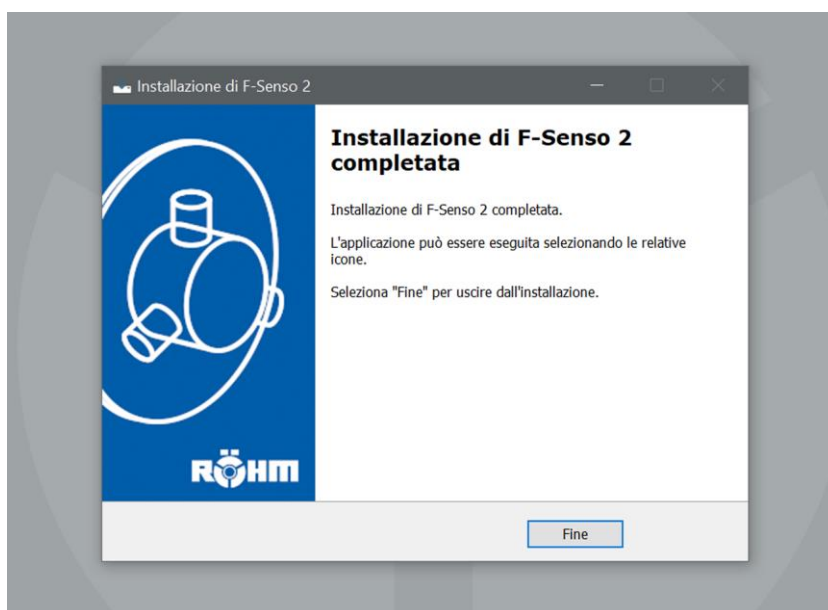 Installazione di F-Senso 2
Installazione di F-Senso 2
completata
Installazione di F-Senso 2 completata.
L'applicazione può essere eseguita selezionando le relative
icone.
Seleziona "Fine" per uscire dall'installazione.
RÖHM
Fine